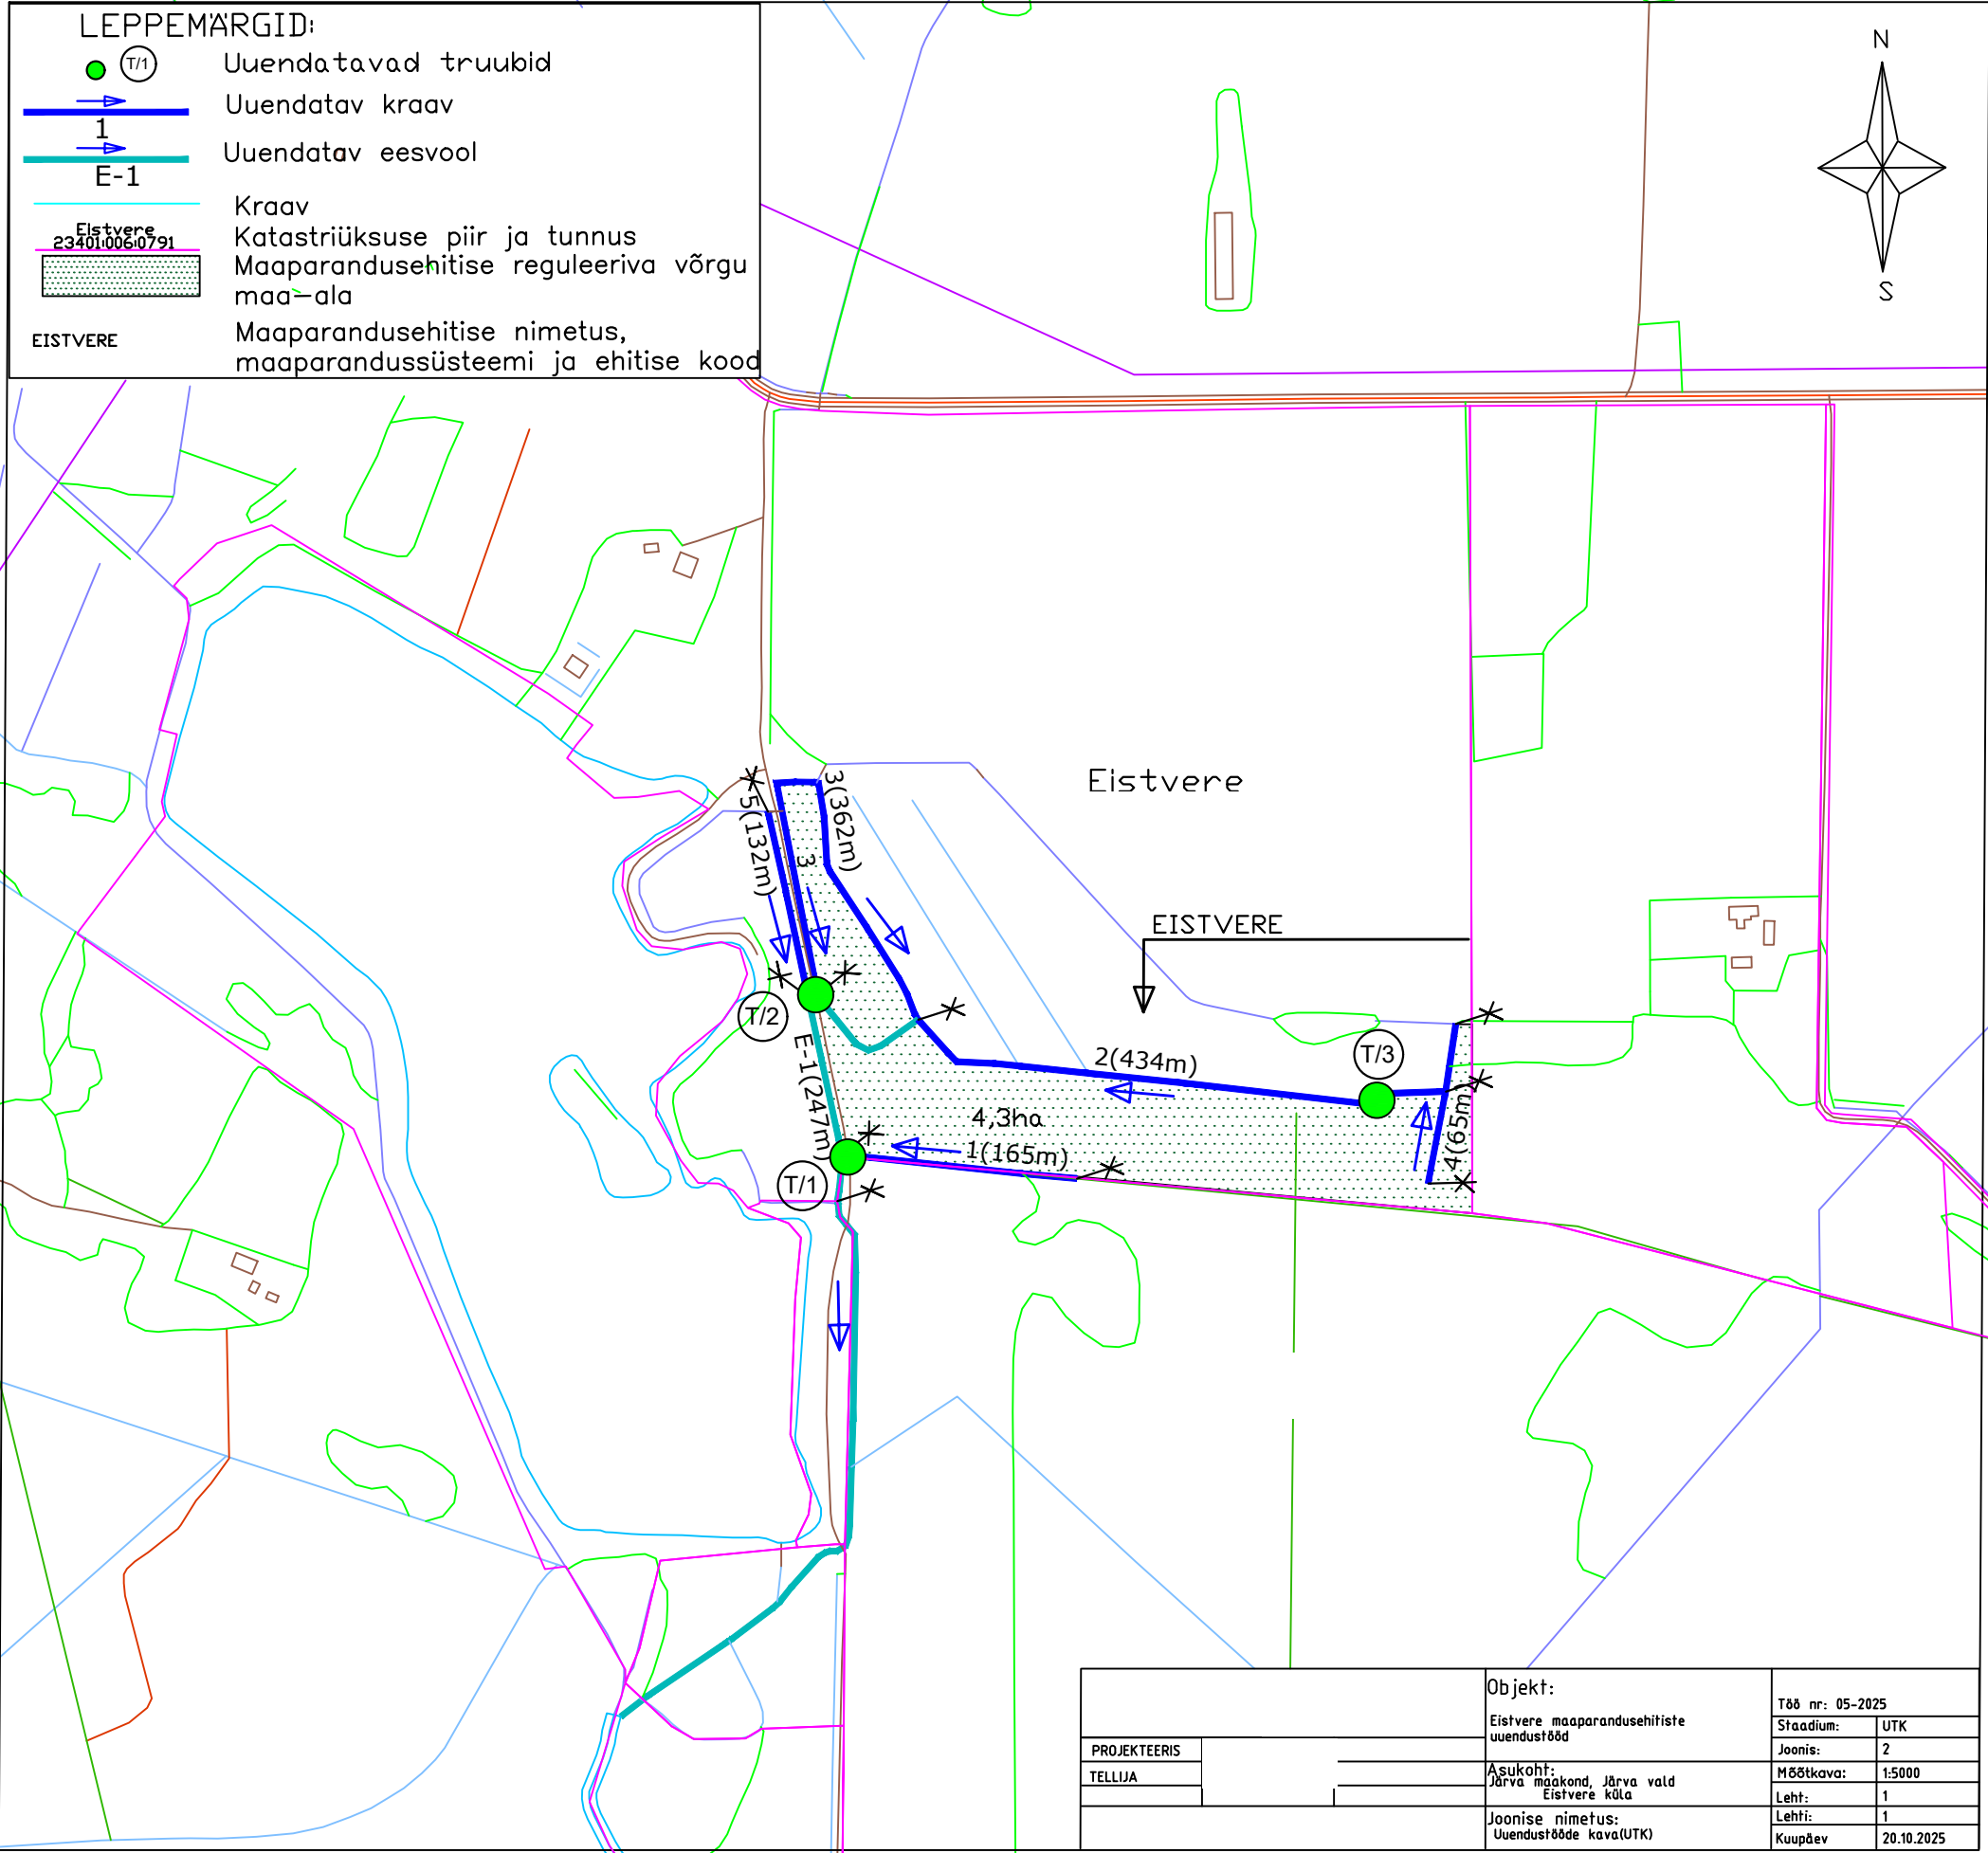 LEPPEMÄRGID:
T/1 Uuendatavad truubid
1 Uuendatav kraav
E-1 Uuendatav eesvool
Kraav
Eistvere
23401:006:0791
Katastriüksuse piir ja tunnus
Maaparandusehitise reguleeriva võrgu
maa-ala
EISTVERE
Maaparandusehitise nimetus,
maaparandussüsteemi ja ehitise kood
N
S
Eistvere
EISTVERE
3(362m)
5(132m)
3
T/2
E-1(247m)
2(434m)
T/3
4(65m)
4,3ha
1(165m)
T/1
PROJEKTEERIS
TELLIJA
Objekt:
Eistvere maaparandusehitiste
uuendustööd
Asukoht:
Järva maakond, Järva vald
Eistvere küla
Joonise nimetus:
Uuendustööde kava(UTK)
Töö nr: 05-2025
Staadium: UTK
Joonis: 2
Mõõtkava: 1:5000
Leht: 1
Lehti: 1
Kuupäev 20.10.2025